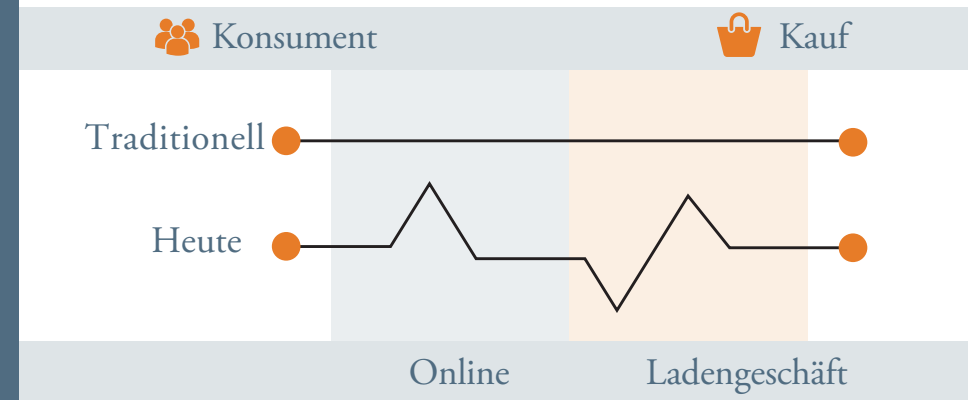 Konsument
Kauf
Traditionell
Heute
Online
Ladengeschäft